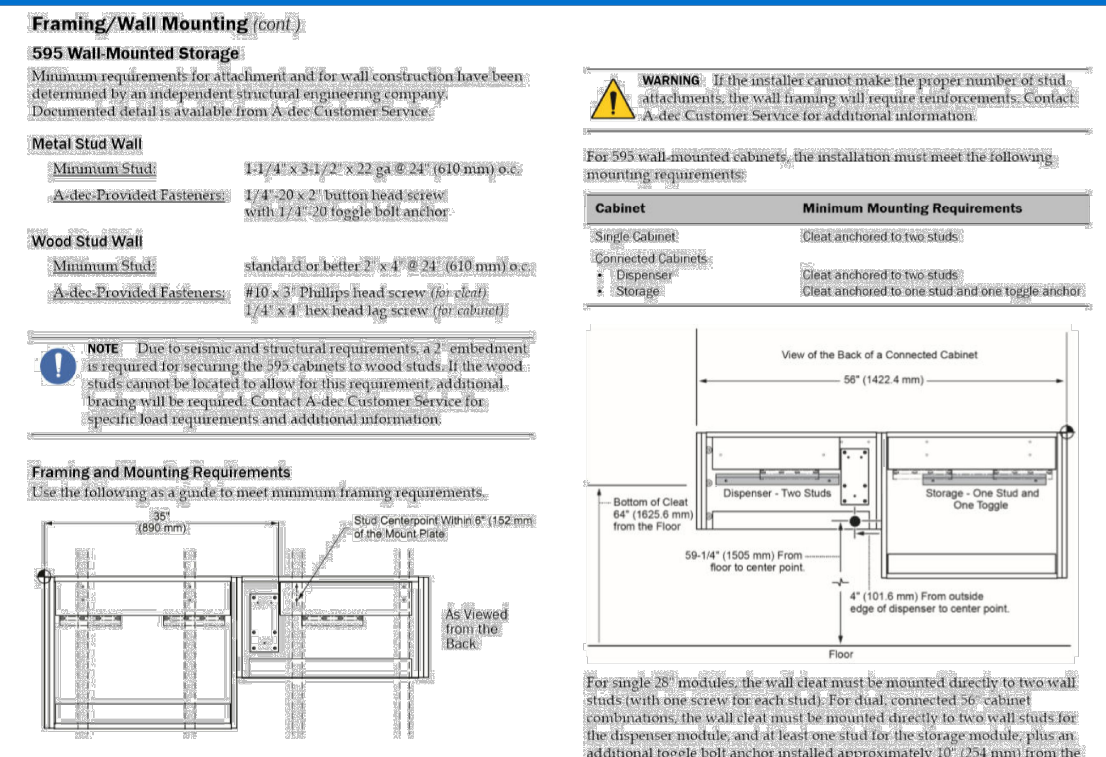 Framing/Wall Mounting (cont.)
595 Wall-Mounted Storage
Minimum requirements for attachment and for wall construction have been
determined by an independent structural engineering company.
Documented detail is available from A-dec Customer Service.
Metal Stud Wall
Minimum Stud: 1-1/4" x 3-1/2" x 22 ga @ 24" (610 mm) o.c.
A-dec-Provided Fasteners: 1/4"-20 x 2" button head screw
with 1/4"-20 toggle bolt anchor.
Wood Stud Wall
Minimum Stud: standard or better 2" x 4" @ 24" (610 mm) o.c.
A-dec-Provided Fasteners: #10 x 3" Phillips head screw (for cleat)
1/4" x 4" hex head lag screw (for cabinet)
NOTE Due to seismic and structural requirements, a 2" embedment
is required for securing the 595 cabinets to wood studs. If the wood
studs cannot be located to allow for this requirement, additional
bracing will be required. Contact A-dec Customer Service for
specific load requirements and additional information.
Framing and Mounting Requirements
Use the following as a guide to meet minimum framing requirements.
35"
(890 mm)
Stud Centerpoint Within 6" (152 mm
of the Mount Plate
As Viewed
from the
Back
WARNING If the installer cannot make the proper number of stud
attachments, the wall framing will require reinforcements. Contact
A-dec Customer Service for additional information.
For 595 wall-mounted cabinets, the installation must meet the following
mounting requirements:
Cabinet Minimum Mounting Requirements
Single Cabinet Cleat anchored to two studs
Connected Cabinets
• Dispenser Cleat anchored to two studs
• Storage Cleat anchored to one stud and one toggle anchor
View of the Back of a Connected Cabinet
56" (1422.4 mm)
Dispenser - Two Studs
Storage - One Stud and
One Toggle
Bottom of Cleat
64" (1625.6 mm)
from the Floor
59-1/4" (1505 mm) From
floor to center point.
4" (101.6 mm) From outside
edge of dispenser to center point.
Floor
For single 28" modules, the wall cleat must be mounted directly to two wall
studs (with one screw for each stud). For dual, connected 56" cabinet
combinations, the wall cleat must be mounted directly to two wall studs for
the dispenser module, and at least one stud for the storage module, plus an
additional toggle bolt anchor installed approximately 10" (254 mm) from the